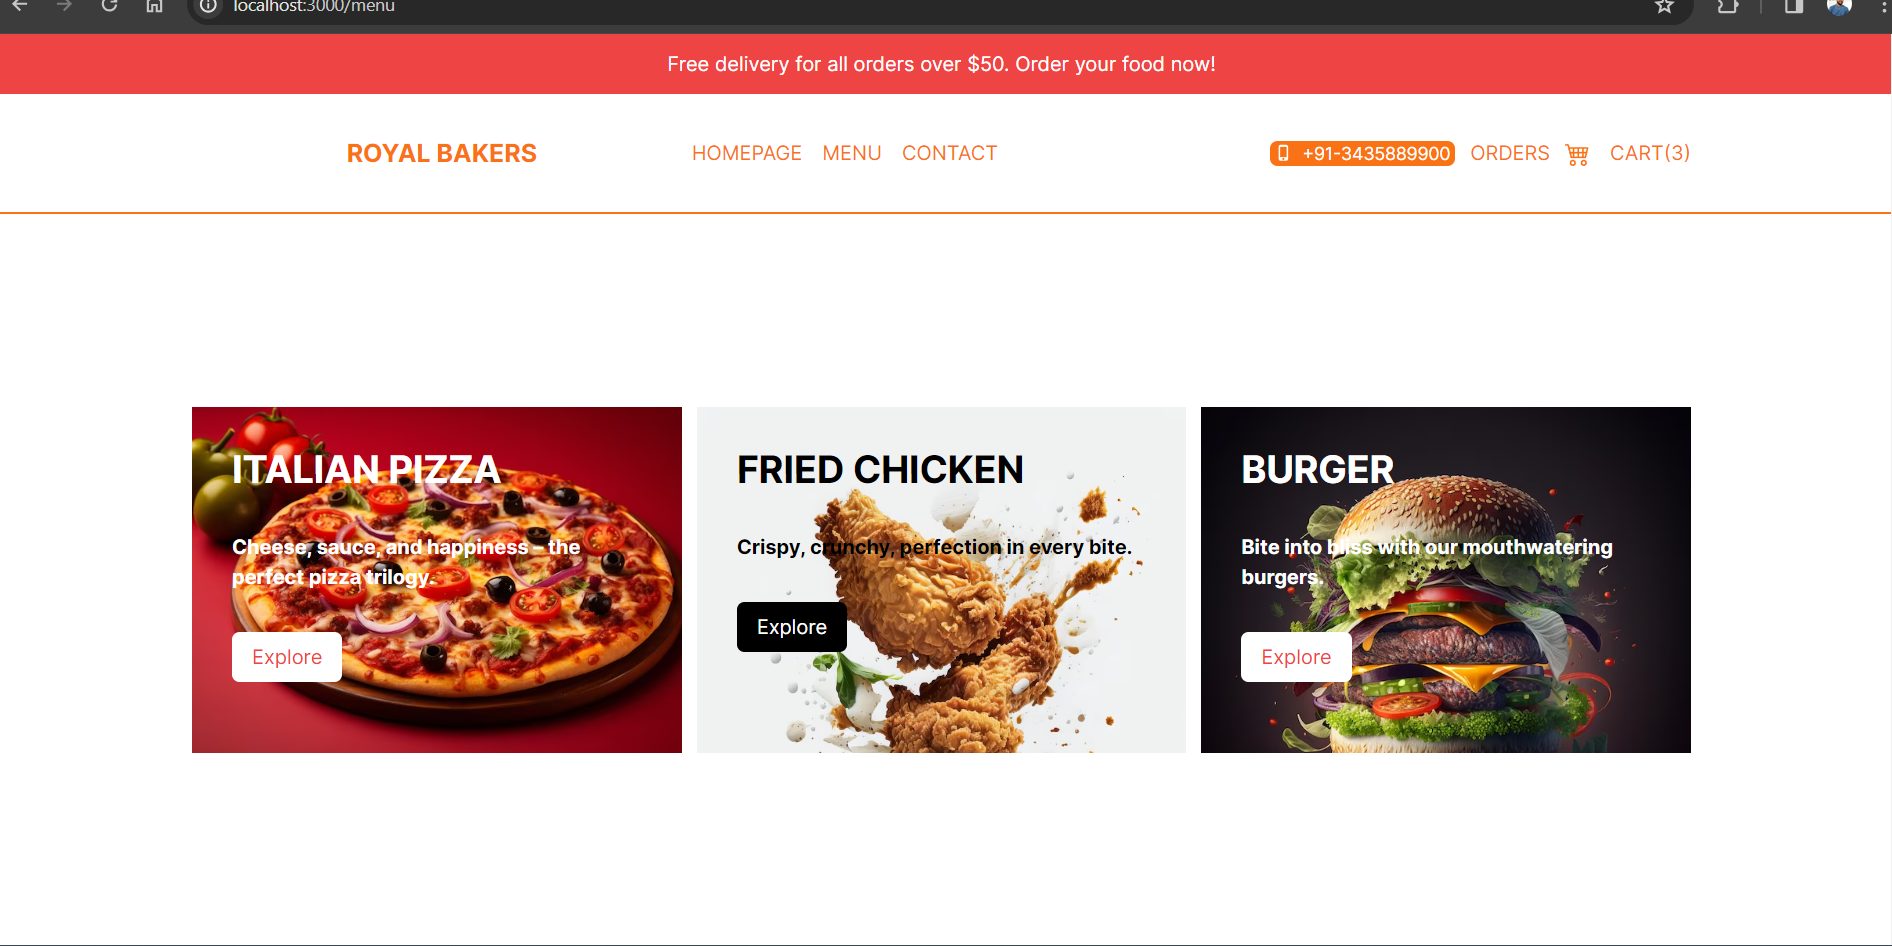 localhost:3000/menu
Free delivery for all orders over $50. Order your food now!
ROYAL BAKERS
HOMEPAGE MENU CONTACT
+91-3435889900 ORDERS CART(3)
ITALIAN PIZZA
Cheese, sauce, and happiness – the
perfect pizza trilogy.
Explore
FRIED CHICKEN
Crispy, crunchy, perfection in every bite.
Explore
BURGER
Bite into bliss with our mouthwatering
burgers.
Explore